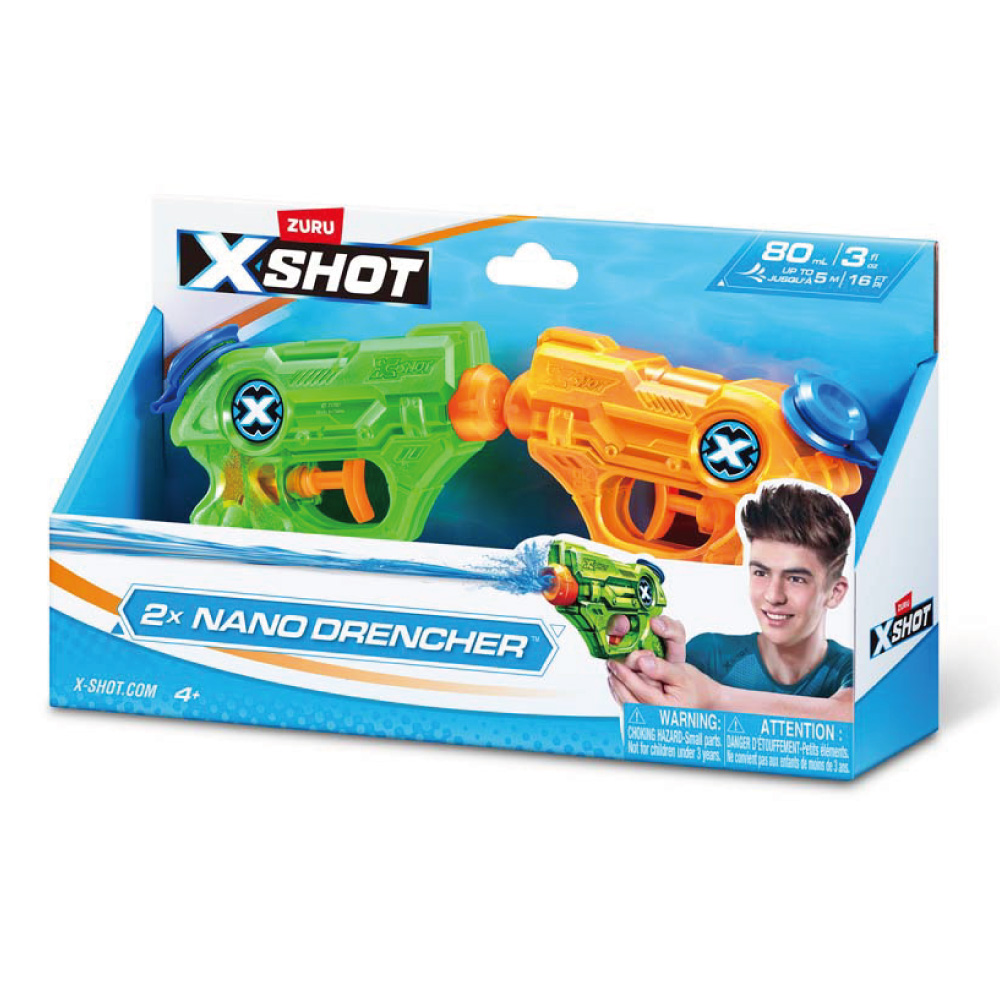 ZURU
X SHOT
80 mL / 3 fl oz
UP TO JUSQU'À 5 M / 16 FT PI
X SHOT
X
X
2x NANO DRENCHER™
X
ZURU
X SHOT
X-SHOT.COM 4+
WARNING:
CHOKING HAZARD-Small parts.
Not for children under 3 years.
ATTENTION :
DANGER D'ÉTOUFFEMENT-Petits éléments.
Ne convient pas aux enfants de moins de 3 ans.